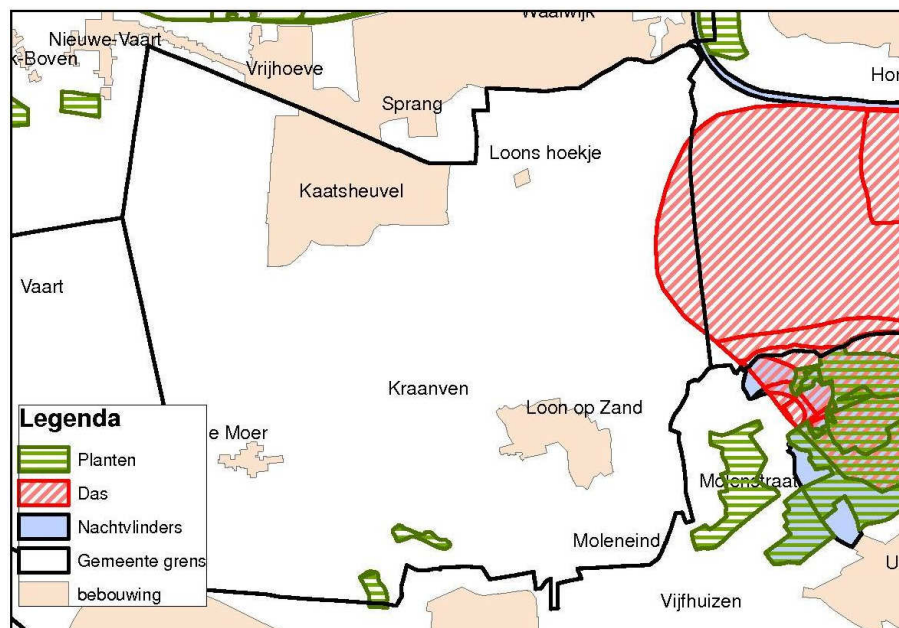 Waalwijk
Nieuwe-Vaart
k-Boven
Vrijhoeve
Hor
Sprang
Loons hoekje
Kaatsheuvel
Vaart
Kraanven
Loon op Zand
e Moer
Molenstraat
Moleneind
Vijfhuizen
U
Legenda
Planten
Das
Nachtvlinders
Gemeente grens
bebouwing